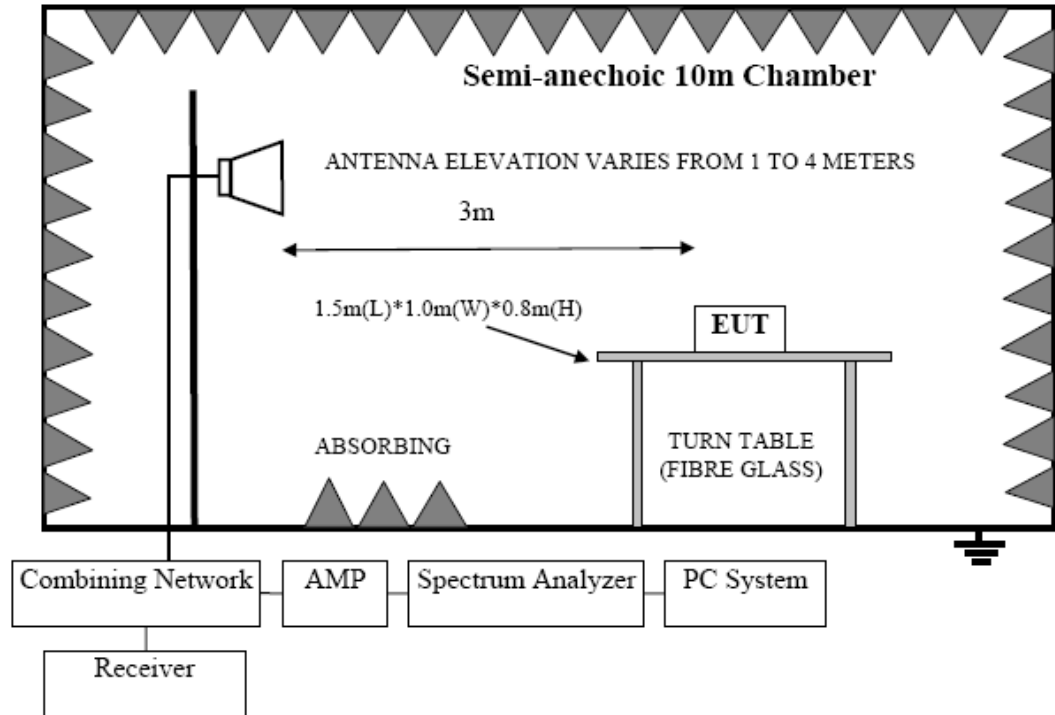 Semi-anechoic 10m Chamber
ANTENNA ELEVATION VARIES FROM 1 TO 4 METERS
3m
1.5m(L)*1.0m(W)*0.8m(H)
EUT
ABSORBING
TURN TABLE
(FIBRE GLASS)
Combining Network
AMP
Spectrum Analyzer
PC System
Receiver